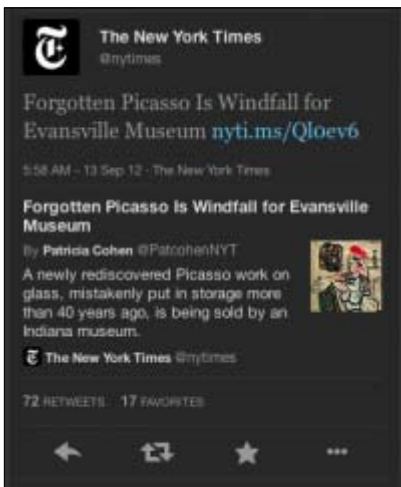 The New York Times
@nytimes
Forgotten Picasso Is Windfall for
Evansville Museum nyti.ms/Ql0ev6
5:58 AM - 13 Sep 12 · The New York Times
Forgotten Picasso Is Windfall for Evansville
Museum
By Patricia Cohen @PatcohenNYT
A newly rediscovered Picasso work on
glass, mistakenly put in storage more
than 40 years ago, is being sold by an
Indiana museum.
The New York Times @nytimes
72 RETWEETS 17 FAVORITES